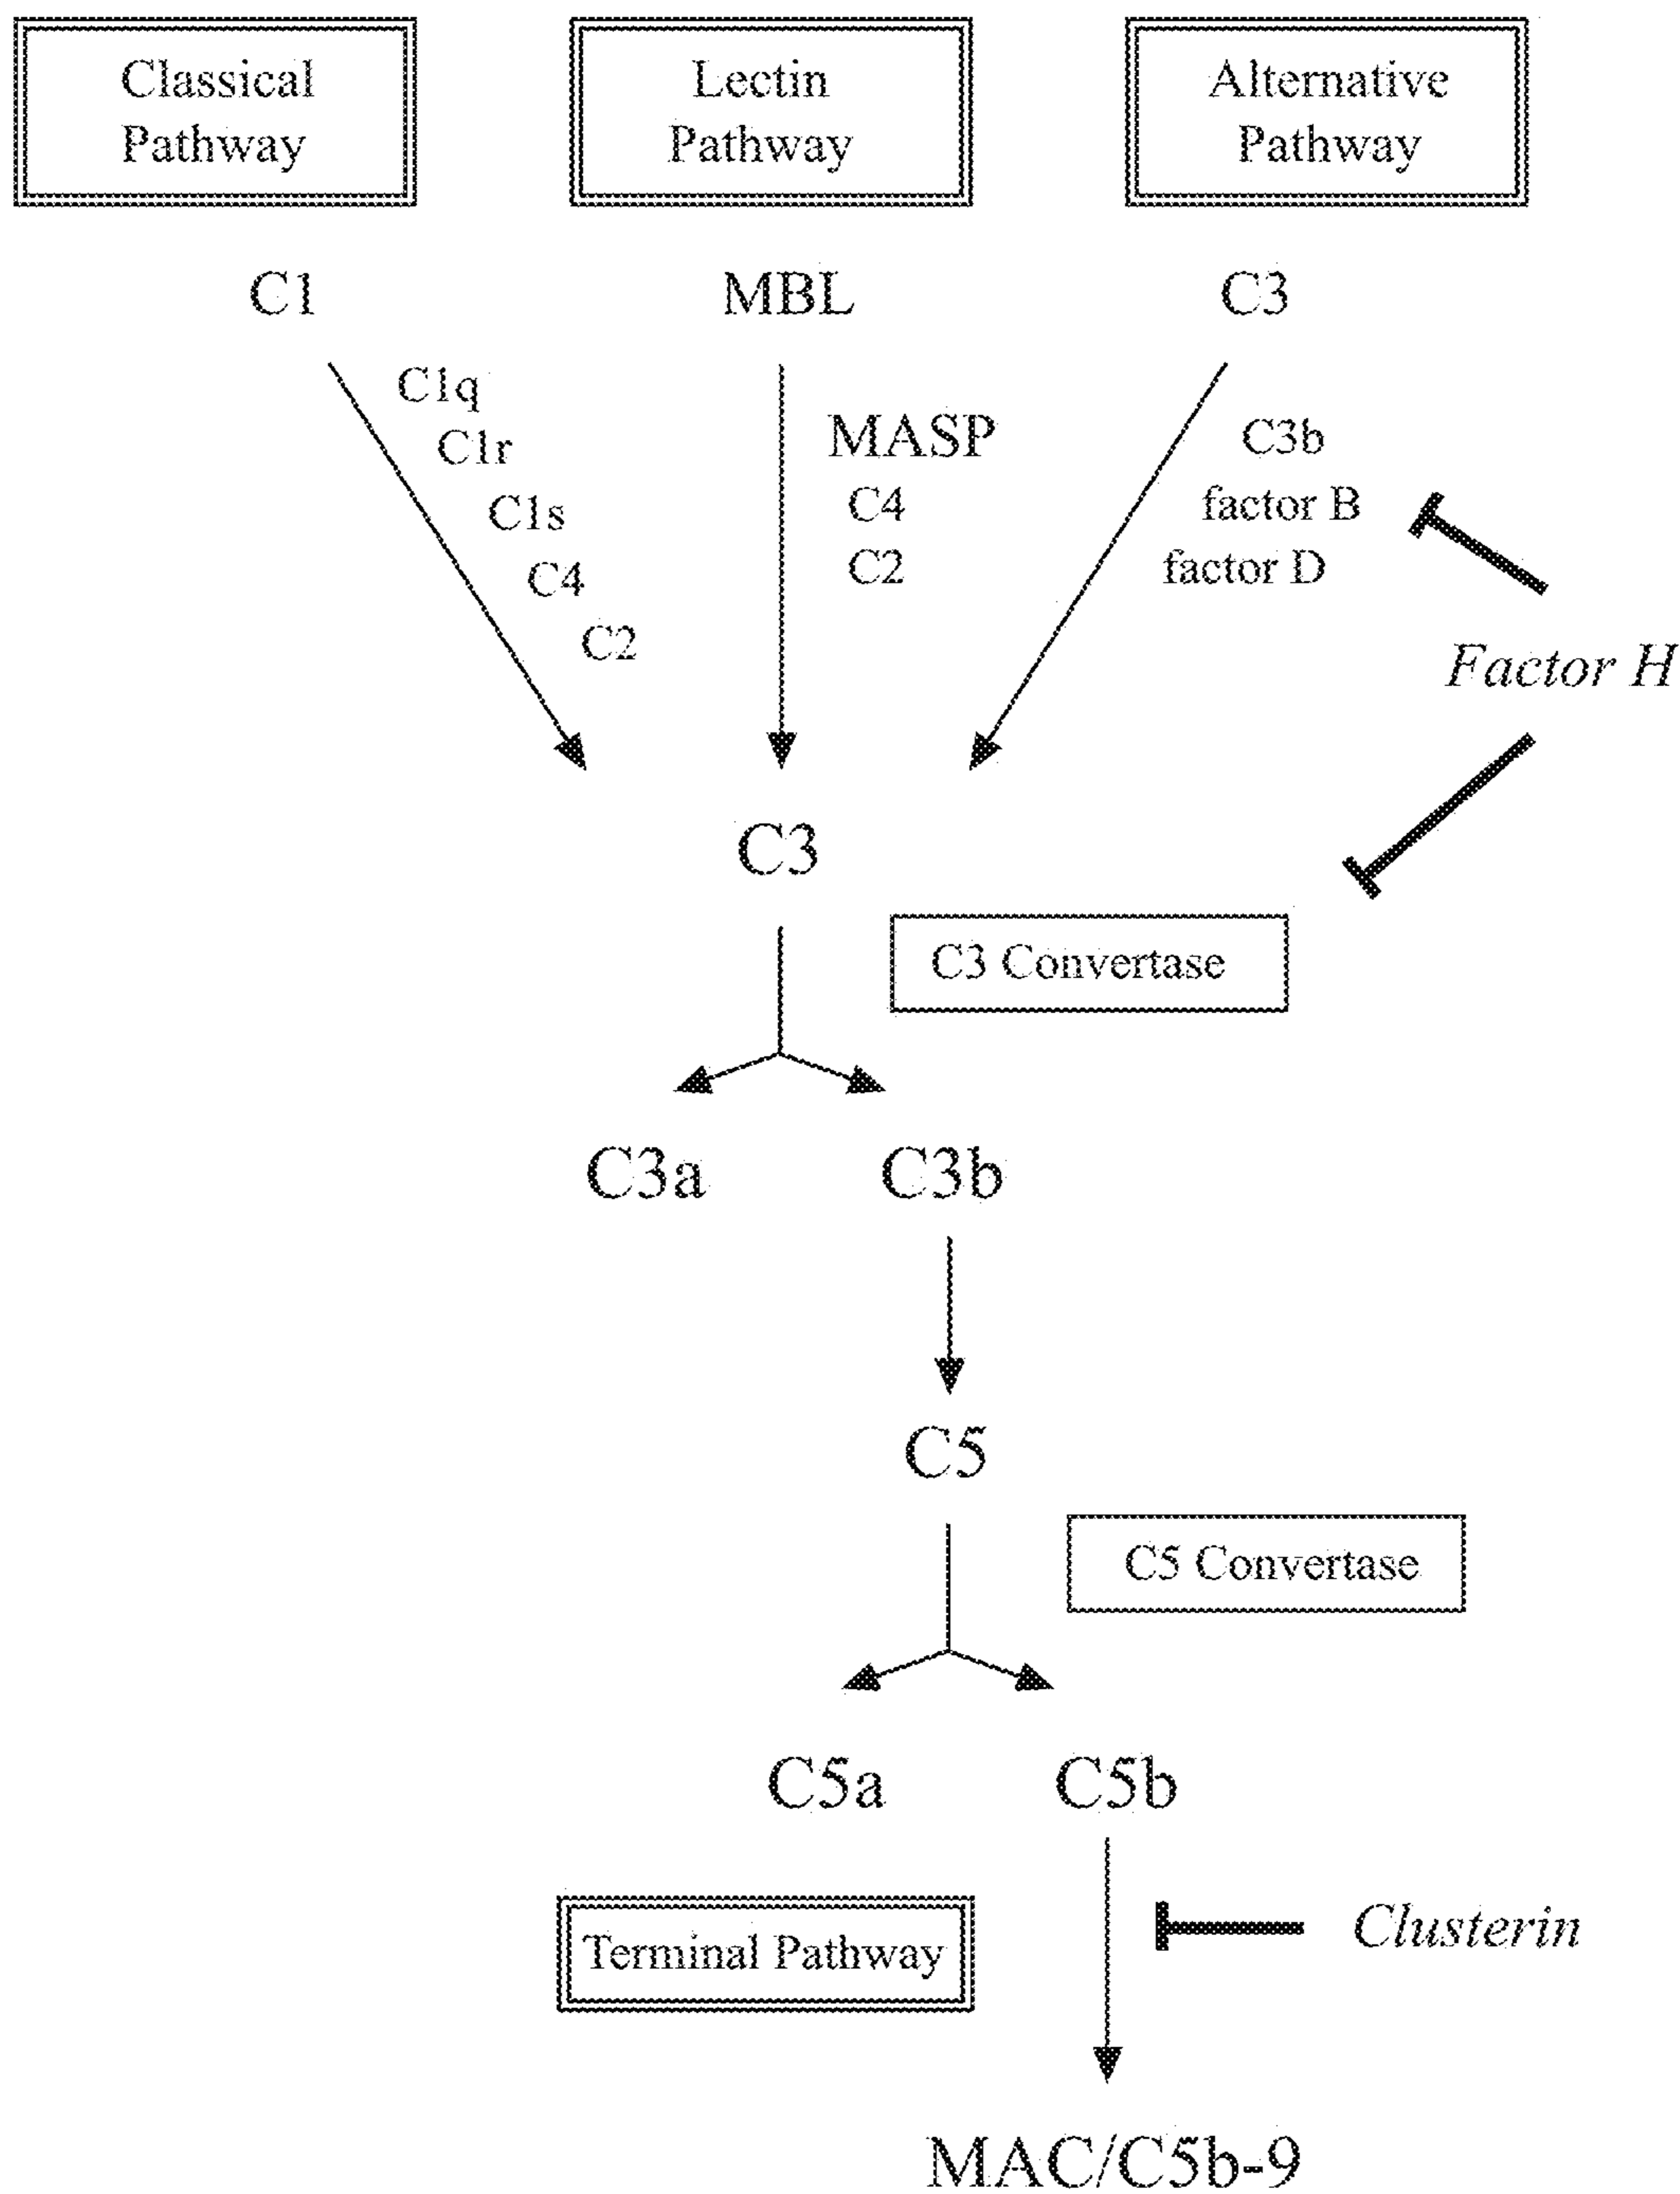 Classical
Pathway
Lectin
Pathway
Alternative
Pathway
C1
MBL
C3
C1q
C1r
C1s
C4
C2
MASP
C4
C2
C3b
factor B
factor D
Factor H
C3
C3 Convertase
C3a
C3b
C5
C5 Convertase
C5a
C5b
Terminal Pathway
Clusterin
MAC/C5b-9